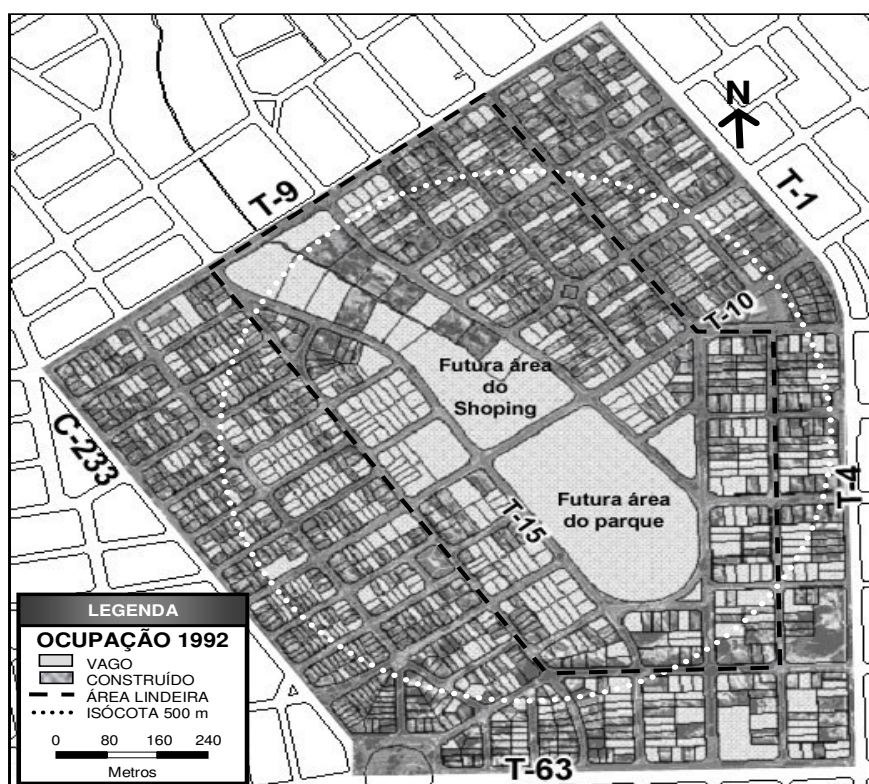 N
T-9
T-1
T-10
Futura área
do
Shoping
C-233
T-4
Futura área
do parque
T-15
LEGENDA
OCUPAÇÃO 1992
VAGO
CONSTRUÍDO
ÁREA LINDEIRA
ISÓCOTA 500 m
0 80 160 240
Metros
T-63